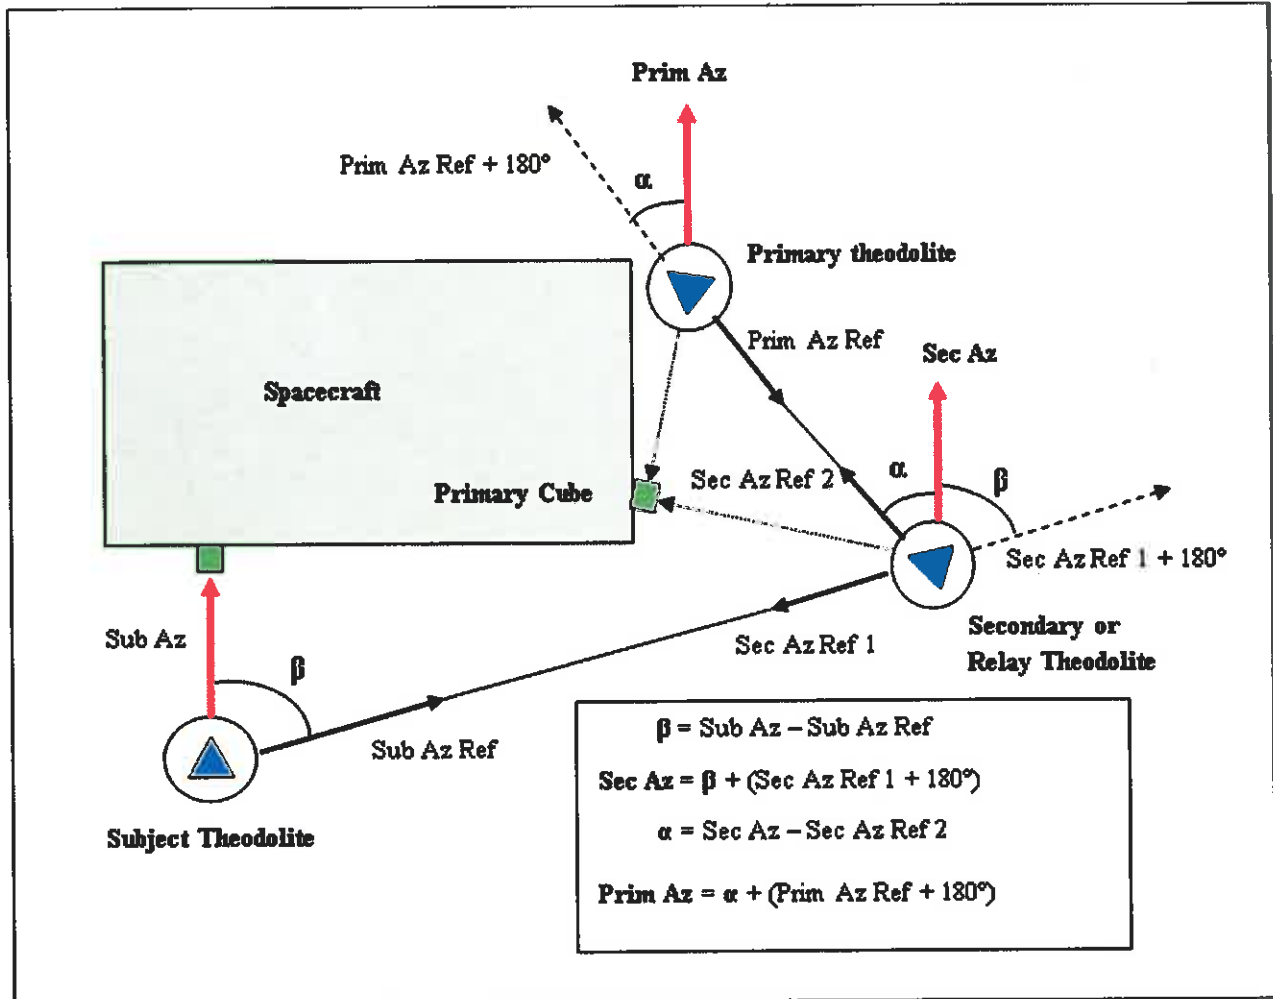 Prim Az
Prim Az Ref + 180°
α
Primary theodolite
Prim Az Ref
Sec Az
Spacecraft
Primary Cube
Sec Az Ref 2
α
β
Sec Az Ref 1 + 180°
Sub Az
Sec Az Ref 1
Secondary or
Relay Theodolite
β
Sub Az Ref
Subject Theodolite
β = Sub Az – Sub Az Ref
Sec Az = β + (Sec Az Ref 1 + 180°)
α = Sec Az – Sec Az Ref 2
Prim Az = α + (Prim Az Ref + 180°)